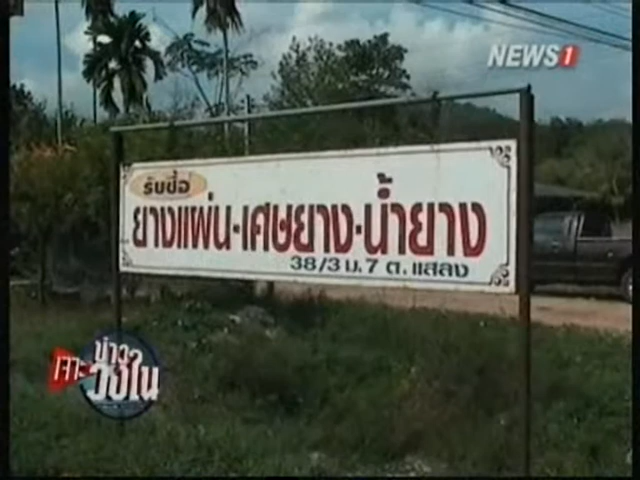 NEWS1
รับซื้อ
ยางแผ่น-เศษยาง-น้ำยาง
38/3 ม.7 ต.แสลง
เจาะ
ข่าว
วงใน